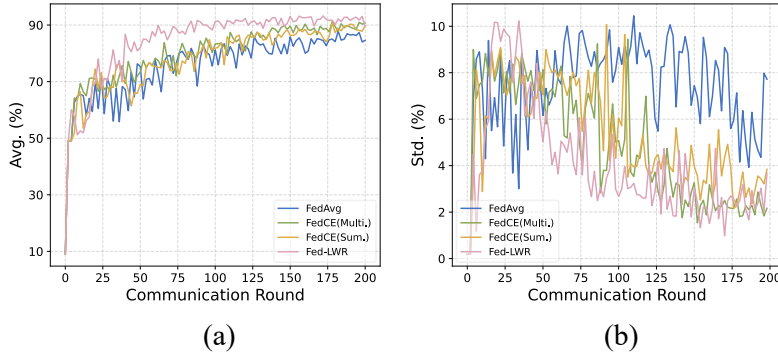 Avg. (%)
90
70
50
30
10
0
25
50
75
100
125
150
175
200
Communication Round
FedAvg
FedCE(Multi.)
FedCE(Sum.)
Fed-LWR
(a)
Std. (%)
10
8
6
4
2
0
0
25
50
75
100
125
150
175
200
Communication Round
FedAvg
FedCE(Multi.)
FedCE(Sum.)
Fed-LWR
(b)